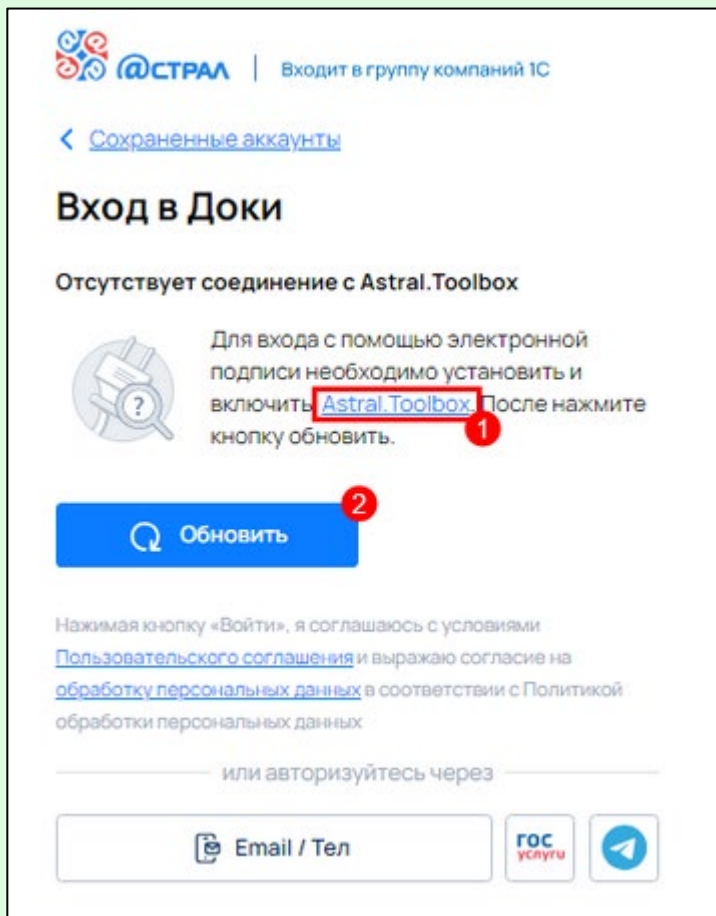 @СТРАЛ | Входит в группу компаний 1С
Сохраненные аккаунты
Вход в Доки
Отсутствует соединение с Astral.Toolbox
Для входа с помощью электронной
подписи необходимо установить и
включить Astral.Toolbox. После нажмите
кнопку обновить.
?
1
2
Обновить
Нажимая кнопку «Войти», я соглашаюсь с условиями
Пользовательского соглашения и выражаю согласие на
обработку персональных данных в соответствии с Политикой
обработки персональных данных
или авторизуйтесь через
Email / Тел
гос
услуги